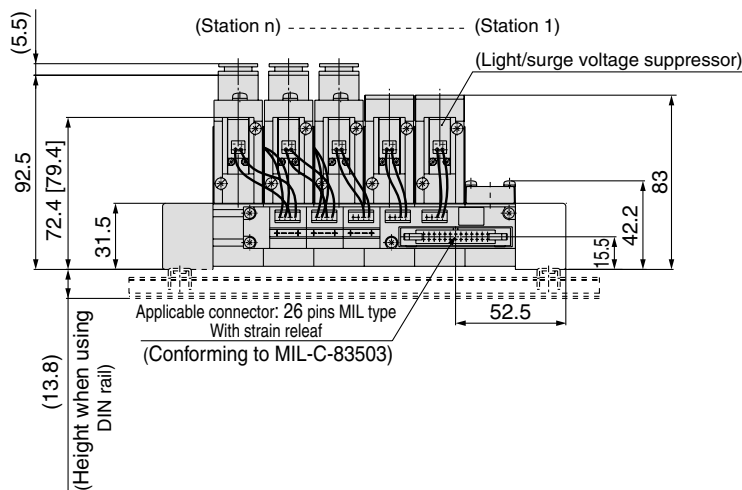 (Station n) - - - - - - - - - - - - (Station 1)
(5.5)
(Light/surge voltage suppressor)
92.5
72.4 [79.4]
31.5
83
42.2
15.5
52.5
Applicable connector: 26 pins MIL type
With strain releaf
(Conforming to MIL-C-83503)
(13.8)
(Height when using
DIN rail)